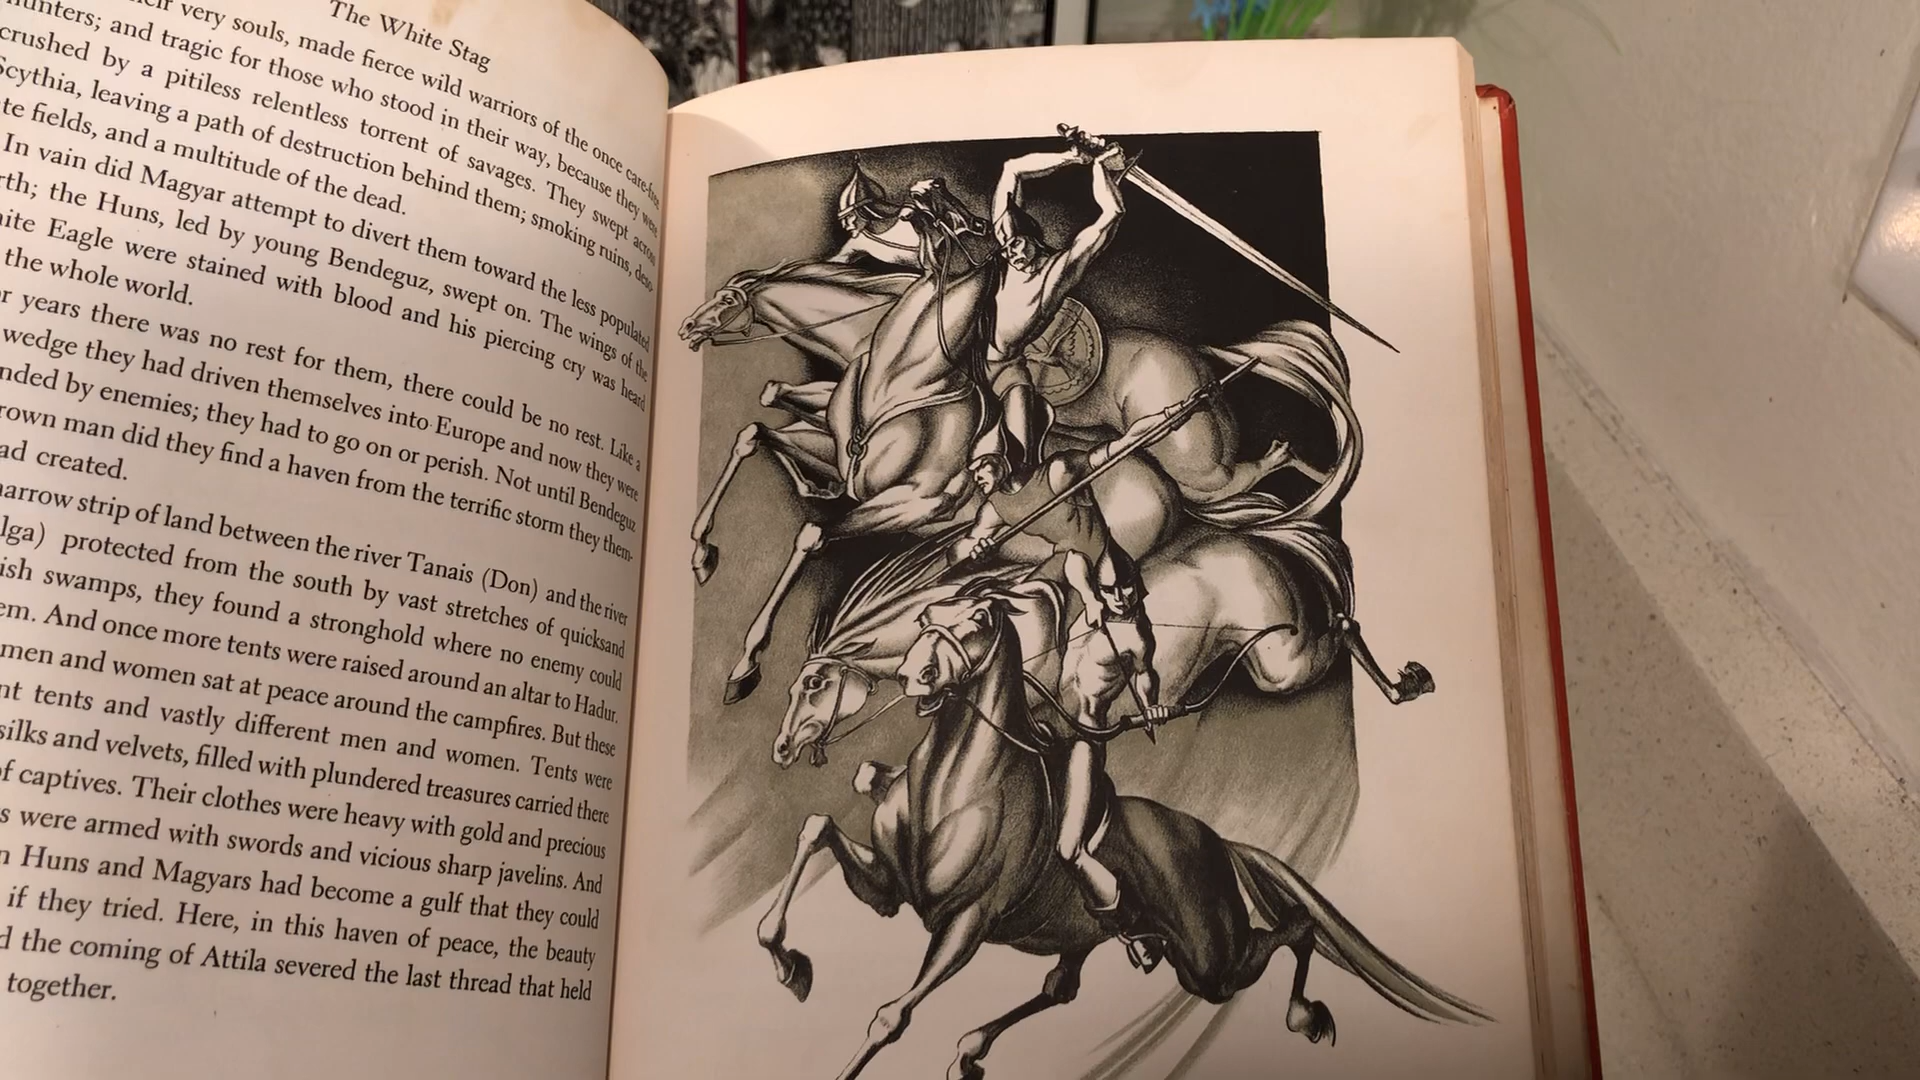 The White Stag
their very souls, made fierce wild warriors of the once care-free
hunters; and tragic for those who stood in their way, because they were
crushed by a pitiless relentless torrent of savages. They swept across
Scythia, leaving a path of destruction behind them; smoking ruins, deso-
te fields, and a multitude of the dead.
In vain did Magyar attempt to divert them toward the less populated
rth; the Huns, led by young Bendeguz, swept on. The wings of the
ite Eagle were stained with blood and his piercing cry was heard
the whole world.
r years there was no rest for them, there could be no rest. Like a
wedge they had driven themselves into Europe and now they were
nded by enemies; they had to go on or perish. Not until Bendeguz
rown man did they find a haven from the terrific storm they them-
ad created.
narrow strip of land between the river Tanais (Don) and the river
lga) protected from the south by vast stretches of quicksand
ish swamps, they found a stronghold where no enemy could
em. And once more tents were raised around an altar to Hadur.
men and women sat at peace around the campfires. But these
nt tents and vastly different men and women. Tents were
silks and velvets, filled with plundered treasures carried there
of captives. Their clothes were heavy with gold and precious
s were armed with swords and vicious sharp javelins. And
n Huns and Magyars had become a gulf that they could
if they tried. Here, in this haven of peace, the beauty
d the coming of Attila severed the last thread that held
together.